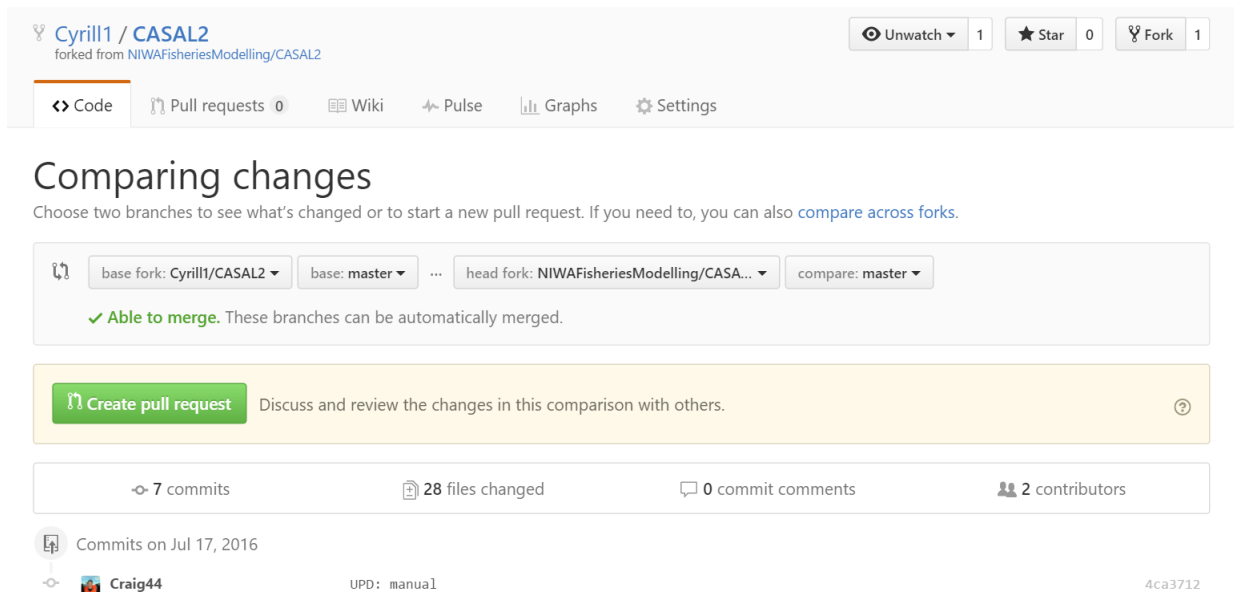 Cyrill1 / CASAL2
forked from NIWAFisheriesModelling/CASAL2
Unwatch 1 Star 0 Fork 1
Code Pull requests 0 Wiki Pulse Graphs Settings
Comparing changes
Choose two branches to see what's changed or to start a new pull request. If you need to, you can also compare across forks.
base fork: Cyrill1/CASAL2 base: master ... head fork: NIWAFisheriesModelling/CASA... compare: master
Able to merge. These branches can be automatically merged.
Create pull request Discuss and review the changes in this comparison with others.
7 commits 28 files changed 0 commit comments 2 contributors
Commits on Jul 17, 2016
Craig44 UPD: manual 4ca3712